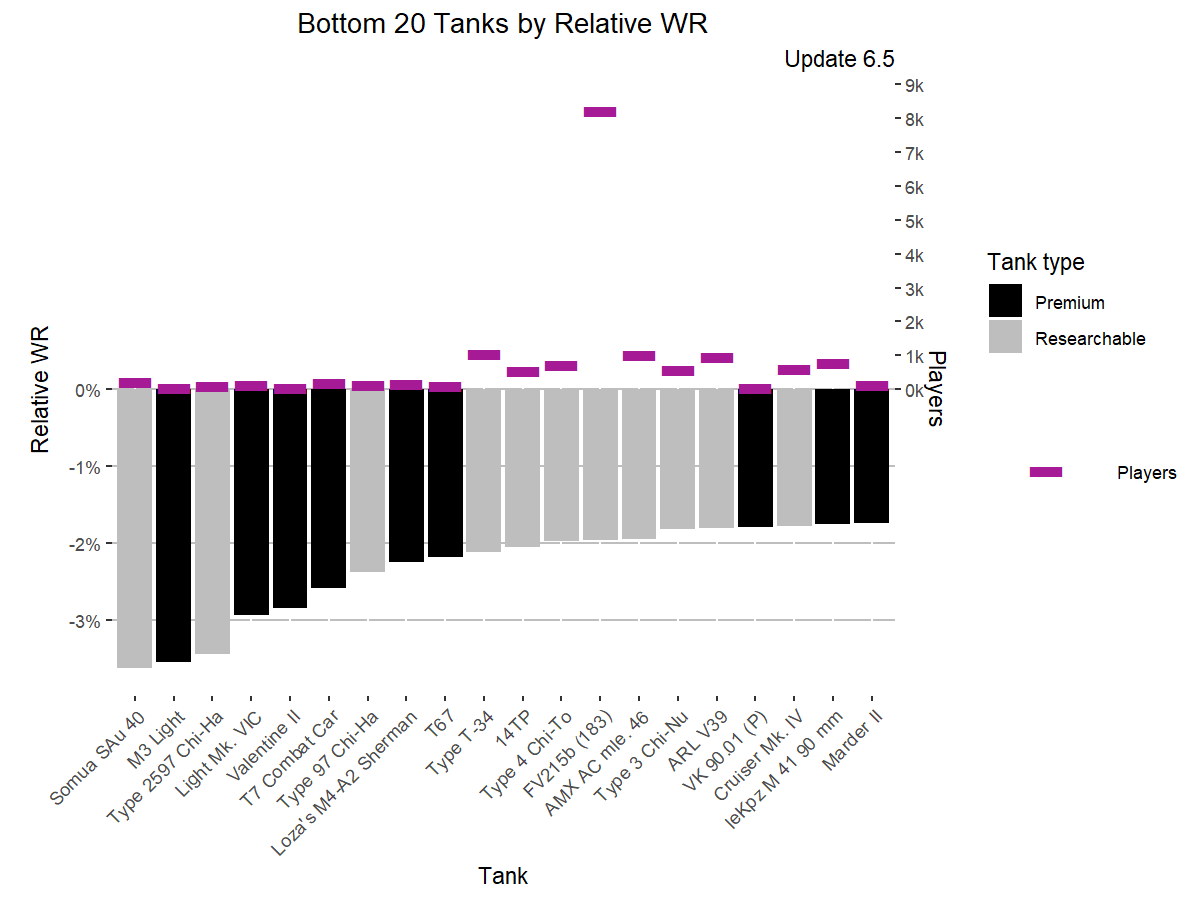 Bottom 20 Tanks by Relative WR
Update 6.5
9k
8k
7k
6k
5k
4k
3k
2k
1k
0k
Players
Relative WR
0%
-1%
-2%
-3%
Somua SAu 40
M3 Light
Type 2597 Chi-Ha
Light Mk. VIC
Valentine II
T7 Combat Car
Type 97 Chi-Ha
Loza's M4-A2 Sherman
T67
Type T-34
14TP
Type 4 Chi-To
FV215b (183)
AMX AC mle. 46
Type 3 Chi-Nu
ARL V39
VK 90.01 (P)
Cruiser Mk. IV
leKpz M 41 90 mm
Marder II
Tank
Tank type
Premium
Researchable
Players